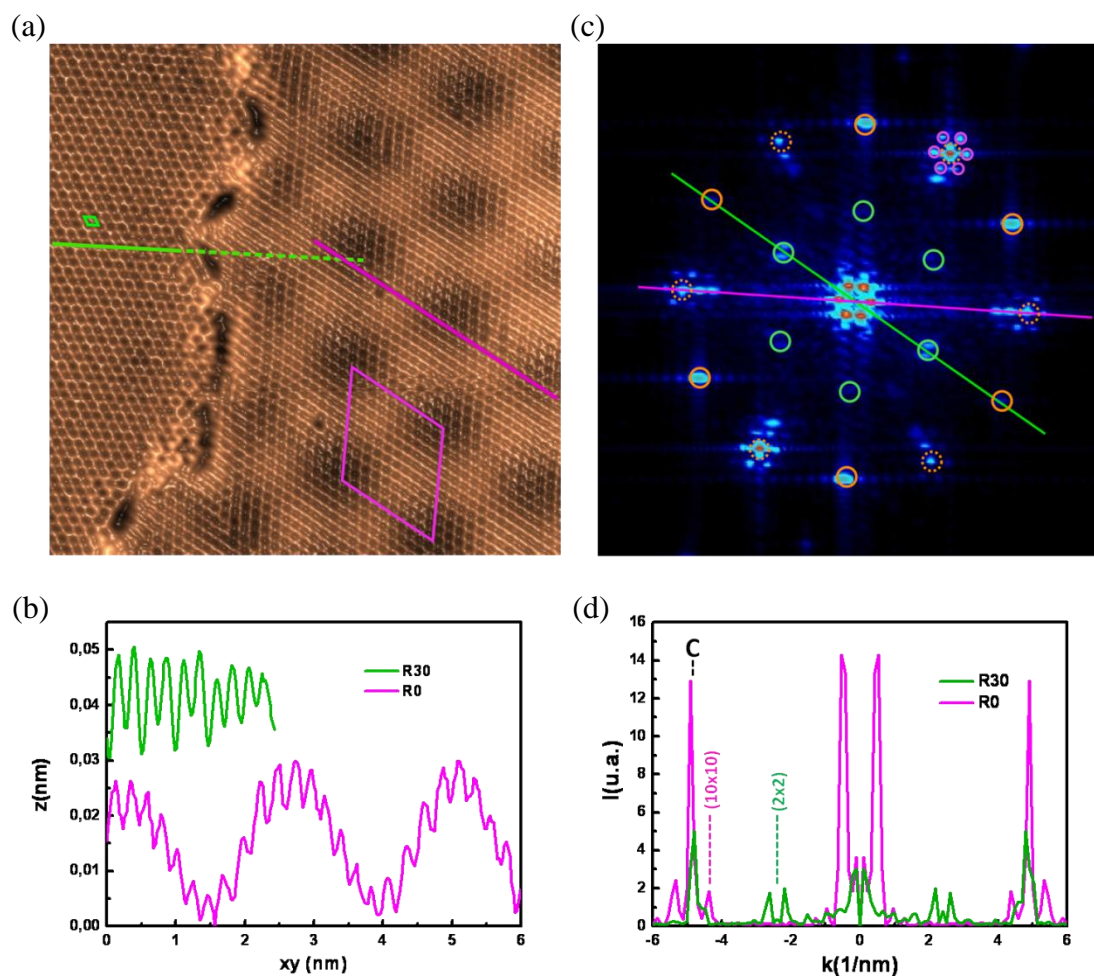 (a)
(c)
(b)
0,05
0,04
0,03
0,02
0,01
0,00
z(nm)
R30
R0
0 1 2 3 4 5 6
xy (nm)
(d)
16
14
12
10
8
6
4
2
0
I(u.a.)
C
(10x10)
(2x2)
R30
R0
-6 -4 -2 0 2 4 6
k(1/nm)